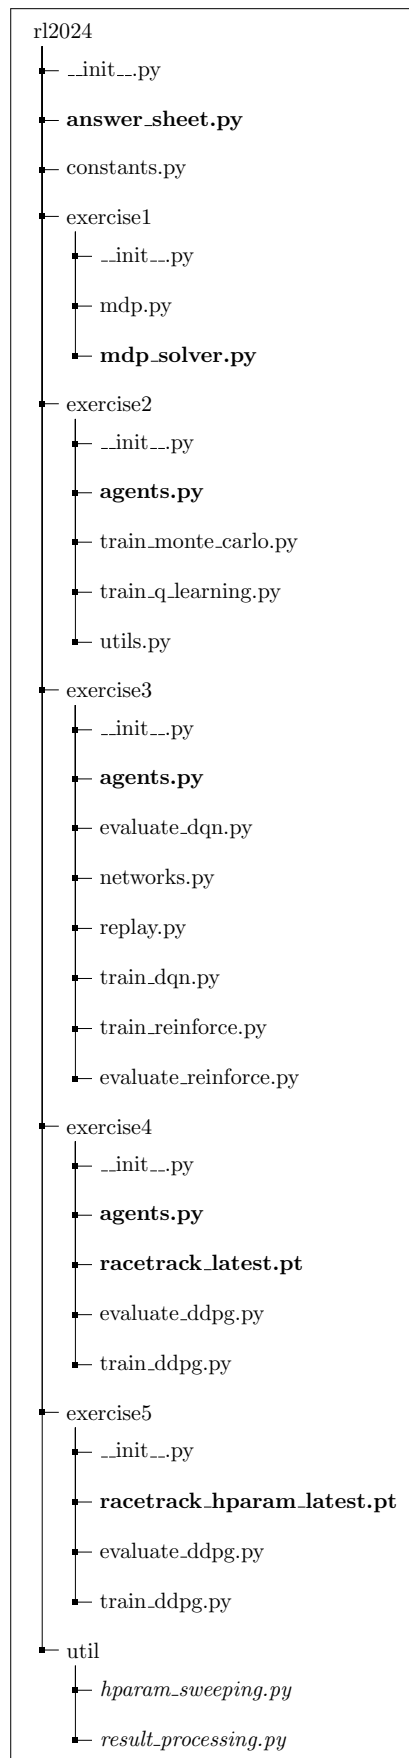 rl2024
__init__.py
answer_sheet.py
constants.py
exercise1
__init__.py
mdp.py
mdp_solver.py
exercise2
__init__.py
agents.py
train_monte_carlo.py
train_q_learning.py
utils.py
exercise3
__init__.py
agents.py
evaluate_dqn.py
networks.py
replay.py
train_dqn.py
train_reinforce.py
evaluate_reinforce.py
exercise4
__init__.py
agents.py
racetrack_latest.pt
evaluate_ddpg.py
train_ddpg.py
exercise5
__init__.py
racetrack_hparam_latest.pt
evaluate_ddpg.py
train_ddpg.py
util
hparam_sweeping.py
result_processing.py